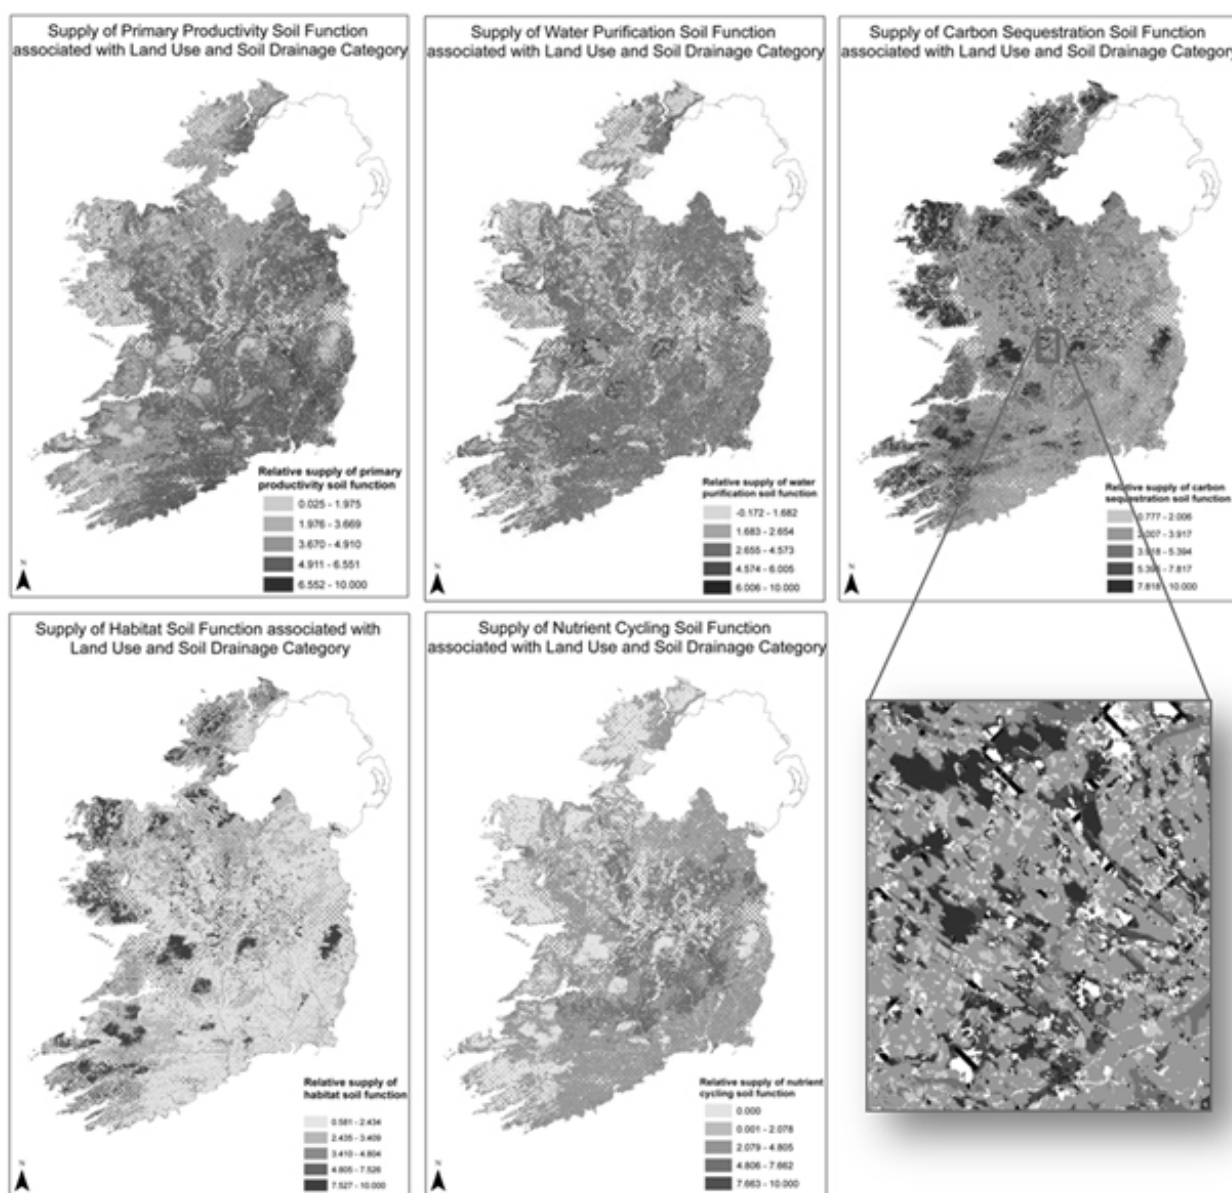 Supply of Primary Productivity Soil Function
associated with Land Use and Soil Drainage Category
N
Relative supply of primary
productivity soil function
0.025 - 1.975
1.976 - 3.669
3.670 - 4.910
4.911 - 6.551
6.552 - 10.000
Supply of Water Purification Soil Function
associated with Land Use and Soil Drainage Category
N
Relative supply of water
purification soil function
-0.172 - 1.682
1.683 - 2.654
2.655 - 4.573
4.574 - 6.005
6.006 - 10.000
Supply of Carbon Sequestration Soil Function
associated with Land Use and Soil Drainage Category
N
Relative supply of carbon
sequestration soil function
0.777 - 2.006
2.007 - 3.917
- 5.394
- 7.817
7.818 - 10.000
Supply of Habitat Soil Function associated with
Land Use and Soil Drainage Category
N
Relative supply of
habitat soil function
0.581 - 2.434
2.435 - 3.409
3.410 - 4.804
4.805 - 7.526
7.527 - 10.000
Supply of Nutrient Cycling Soil Function
associated with Land Use and Soil Drainage Category
N
Relative supply of nutrient
cycling soil function
0.000
0.001 - 2.078
2.079 - 4.805
4.806 - 7.662
7.663 - 10.000